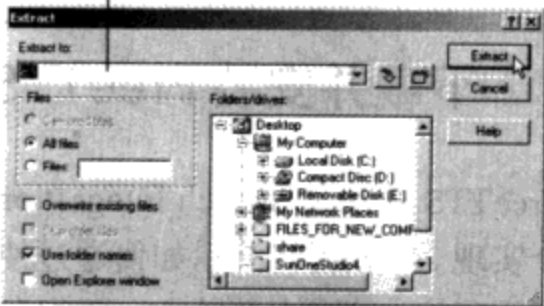 Extract
Extract to:
Extract
Cancel
Help
Files
All files
Files:
Overwrite existing files
Use folder names
Open Explorer window
Folders/drives:
Desktop
My Computer
Local Disk (C:)
Compact Disc (D:)
Removable Disk (E:)
My Network Places
FILES_FOR_NEW_COMF
share
SunOneStudio4